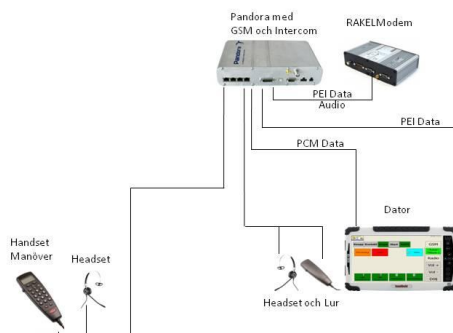 Pandora med
GSM och Intercom
RAKELModem
Pandora
PEI Data
Audio
PEI Data
PCM Data
Dator
Handset
Manöver
Headset
Headset och Lur